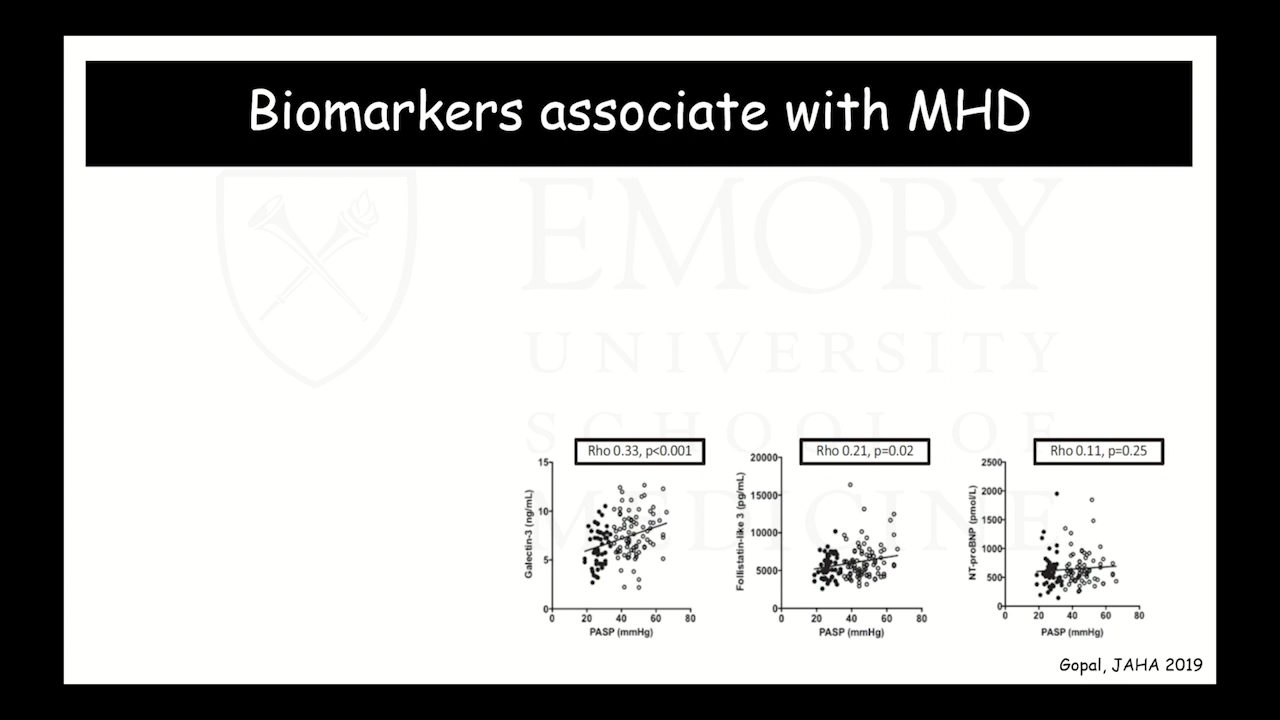 Biomarkers associate with MHD
EMORY
UNIVERSITY
SCHOOL OF
MEDICINE
Rho 0.33, p<0.001
Galectin-3 (ng/mL)
15
10
5
0
0 20 40 60 80
PASP (mmHg)
Rho 0.21, p=0.02
Follistatin-like 3 (pg/mL)
20000
15000
10000
5000
0
0 20 40 60 80
PASP (mmHg)
Rho 0.11, p=0.25
NT-proBNP (pmol/L)
2500
2000
1500
1000
500
0
0 20 40 60 80
PASP (mmHg)
Gopal, JAHA 2019